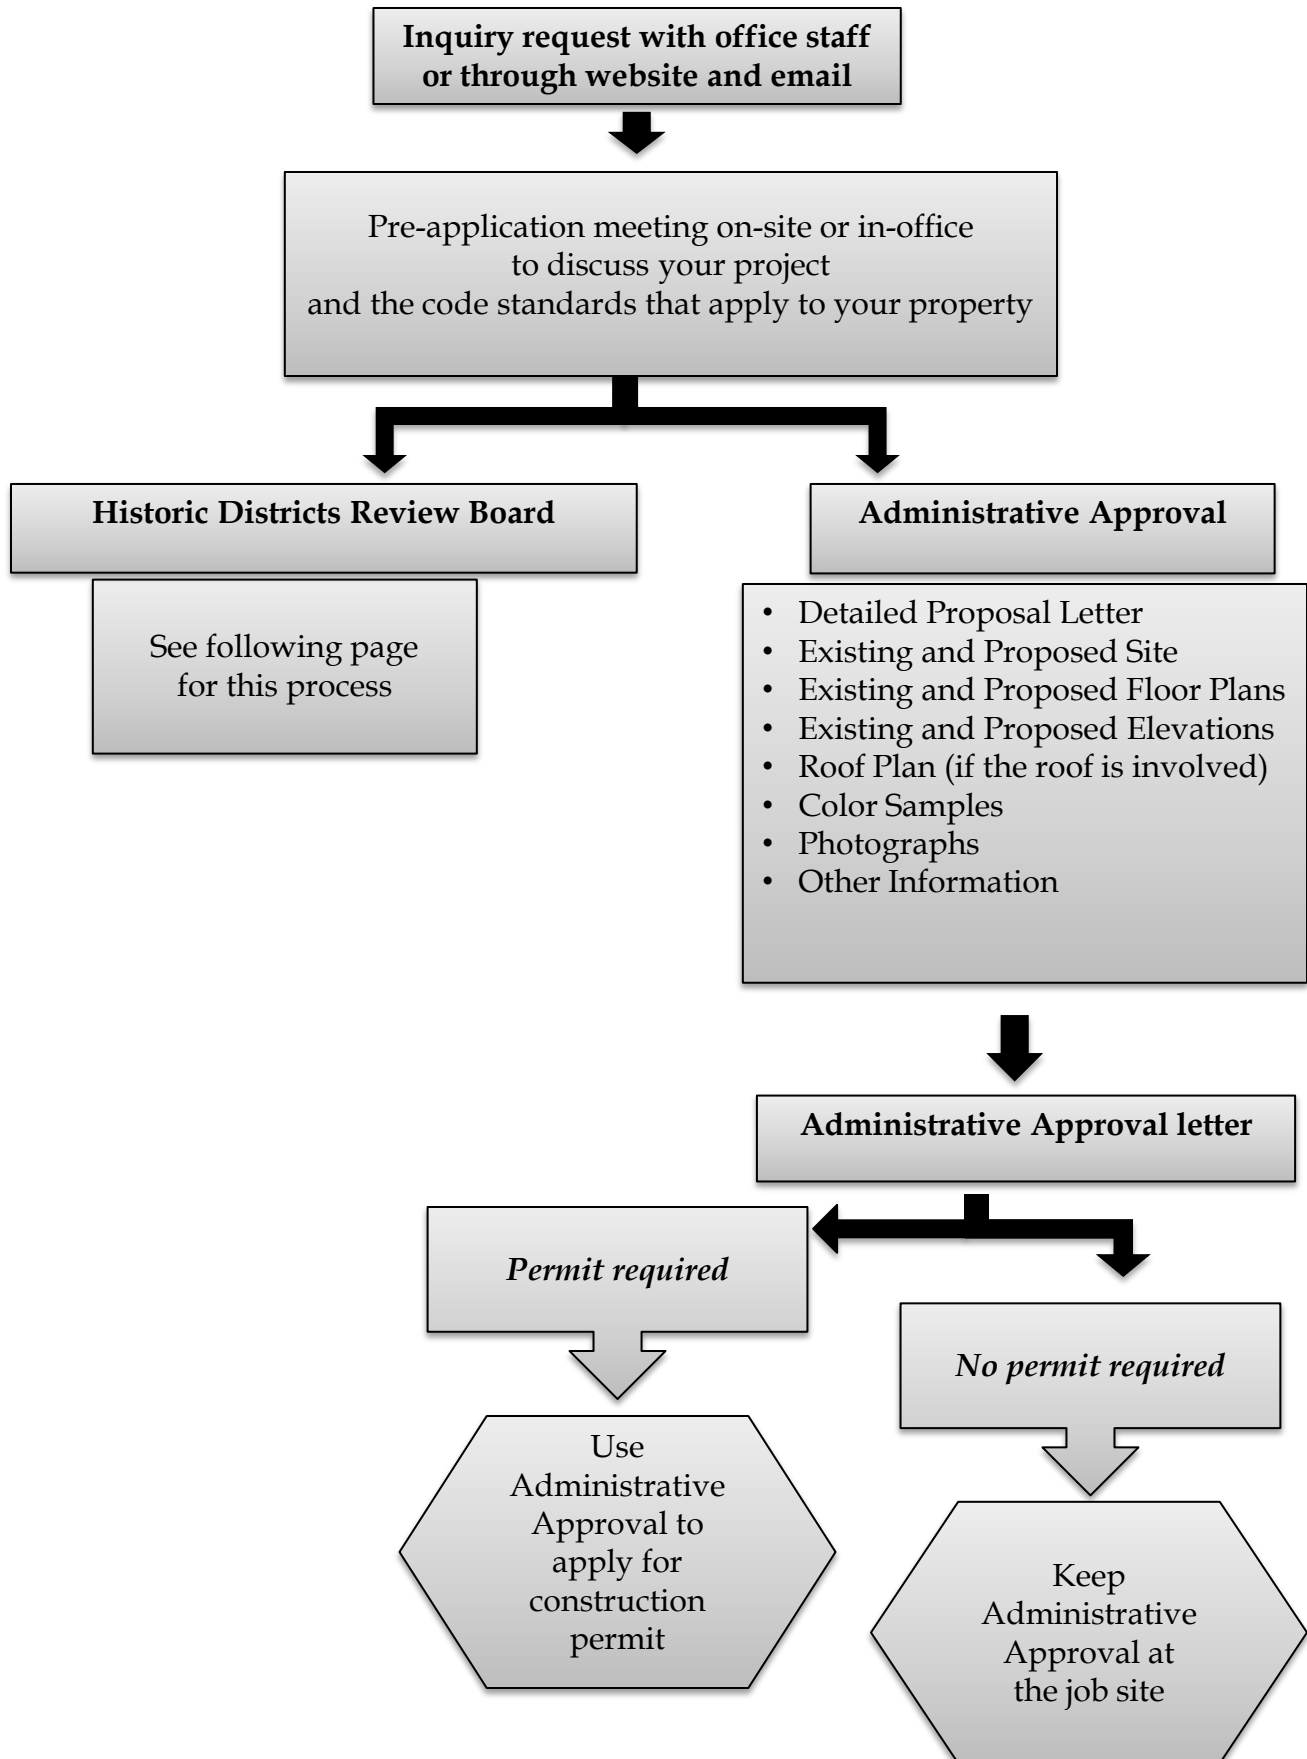 Inquiry request with office staff
or through website and email
Pre-application meeting on-site or in-office
to discuss your project
and the code standards that apply to your property
Historic Districts Review Board
See following page
for this process
Administrative Approval
• Detailed Proposal Letter
• Existing and Proposed Site
• Existing and Proposed Floor Plans
• Existing and Proposed Elevations
• Roof Plan (if the roof is involved)
• Color Samples
• Photographs
• Other Information
Administrative Approval letter
Permit required
Use
Administrative
Approval to
apply for
construction
permit
No permit required
Keep
Administrative
Approval at
the job site